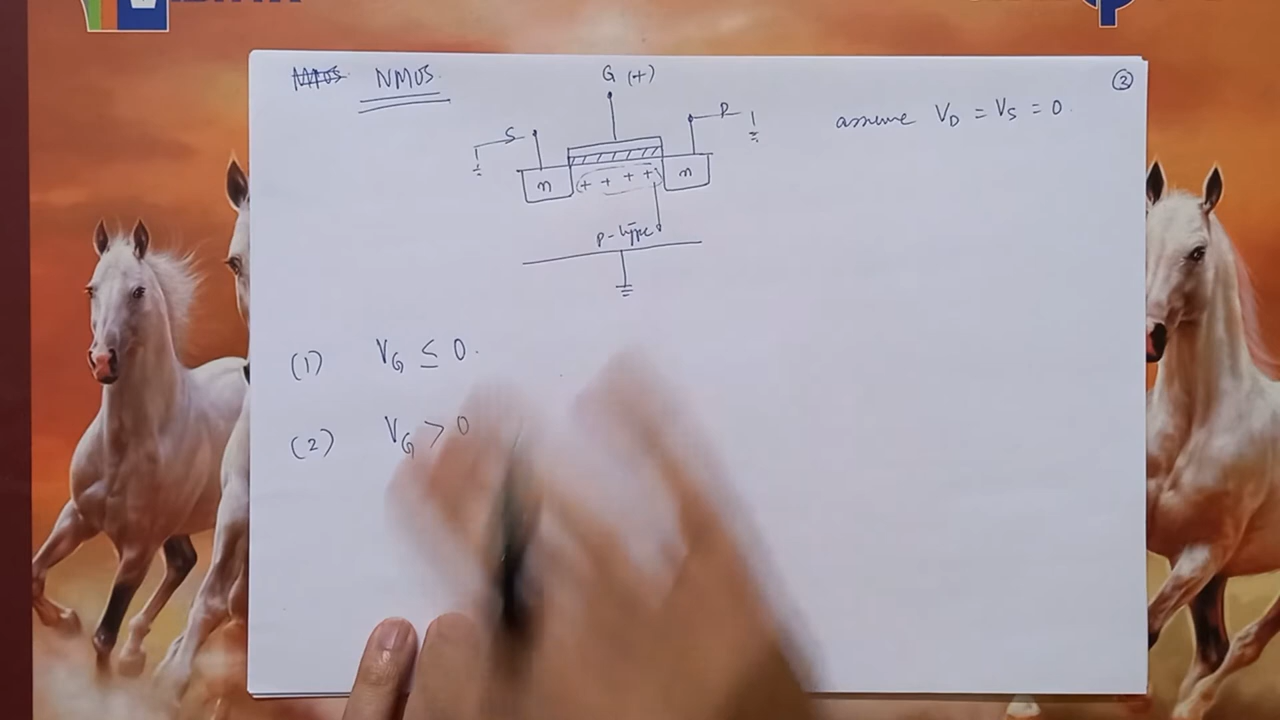 NMOS
G (+)
②
assume V_D = V_S = 0.
S
D
n
n
+ + + +
p-type
(1) V_G ≤ 0.
(2) V_G > 0